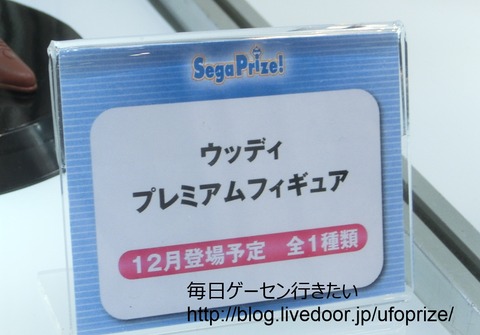 SegaPrize!
ウッディ
プレミアムフィギュア
12月登場予定 全1種類
毎日ゲーセン行きたい
http://blog.livedoor.jp/ufoprize/